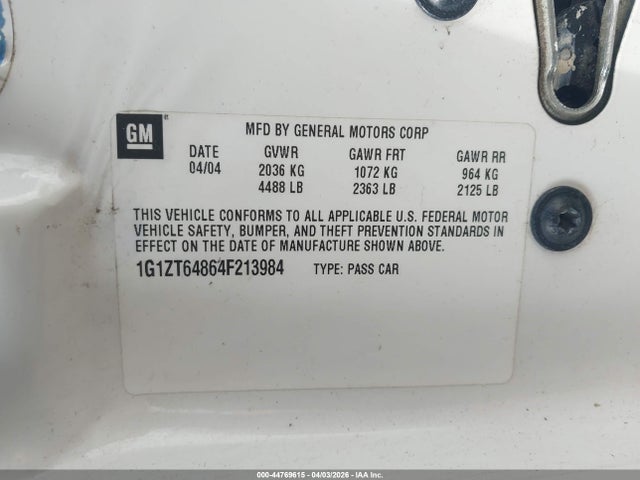 GM
®
MFD BY GENERAL MOTORS CORP
DATE GVWR GAWR FRT GAWR RR
04/04 2036 KG 1072 KG 964 KG
4488 LB 2363 LB 2125 LB
THIS VEHICLE CONFORMS TO ALL APPLICABLE U.S. FEDERAL MOTOR
VEHICLE SAFETY, BUMPER, AND THEFT PREVENTION STANDARDS IN
EFFECT ON THE DATE OF MANUFACTURE SHOWN ABOVE.
1G1ZT64864F213984 TYPE: PASS CAR
000-44769615 - 04/03/2026 - IAA Inc.